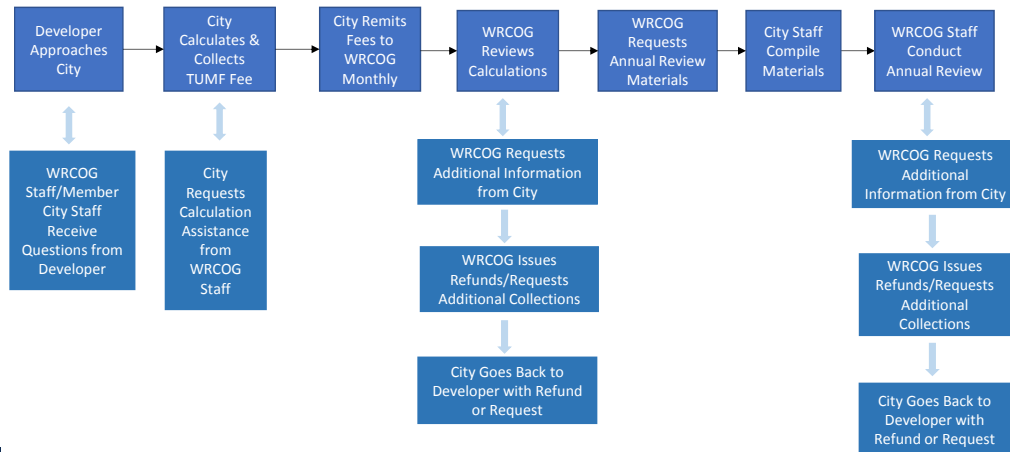 Developer
Approaches
City
City
Calculates &
Collects
TUMF Fee
City Remits
Fees to
WRCOG
Monthly
WRCOG
Reviews
Calculations
WRCOG
Requests
Annual Review
Materials
City Staff
Compile
Materials
WRCOG Staff
Conduct
Annual Review
WRCOG
Staff/Member
City Staff
Receive
Questions from
Developer
City
Requests
Calculation
Assistance
from
WRCOG
Staff
WRCOG Requests
Additional Information
from City
WRCOG Issues
Refunds/Requests
Additional Collections
City Goes Back to
Developer with Refund
or Request
WRCOG Requests
Additional
Information from City
WRCOG Issues
Refunds/Requests
Additional
Collections
City Goes Back to
Developer with
Refund or Request